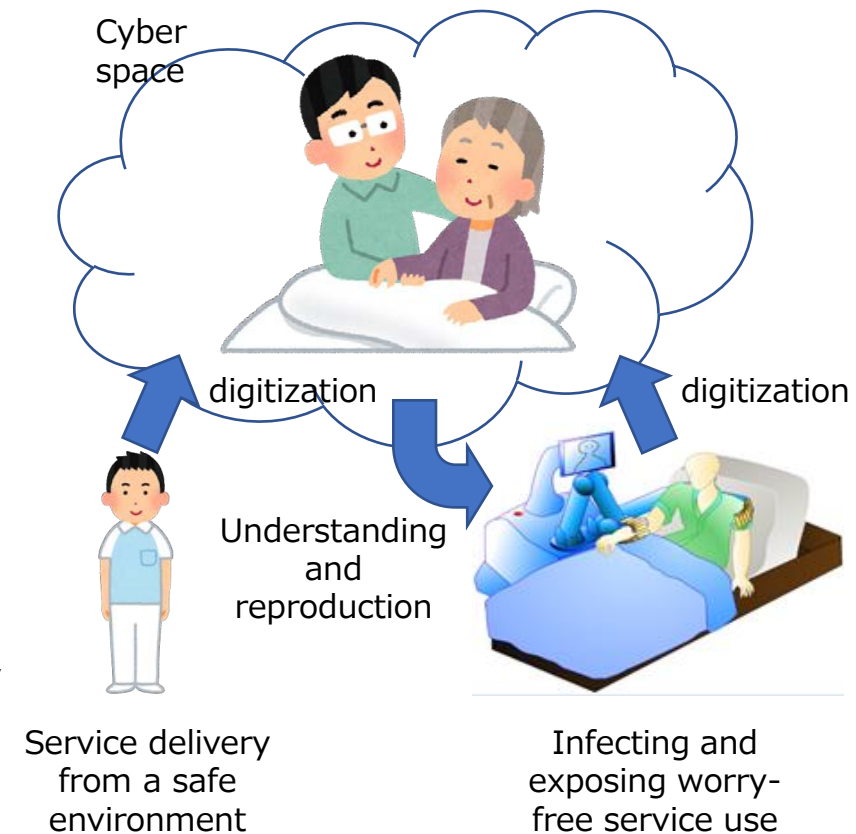 Cyber
space
digitization
digitization
Understanding
and
reproduction
Service delivery
from a safe
environment
Infecting and
exposing worry-
free service use